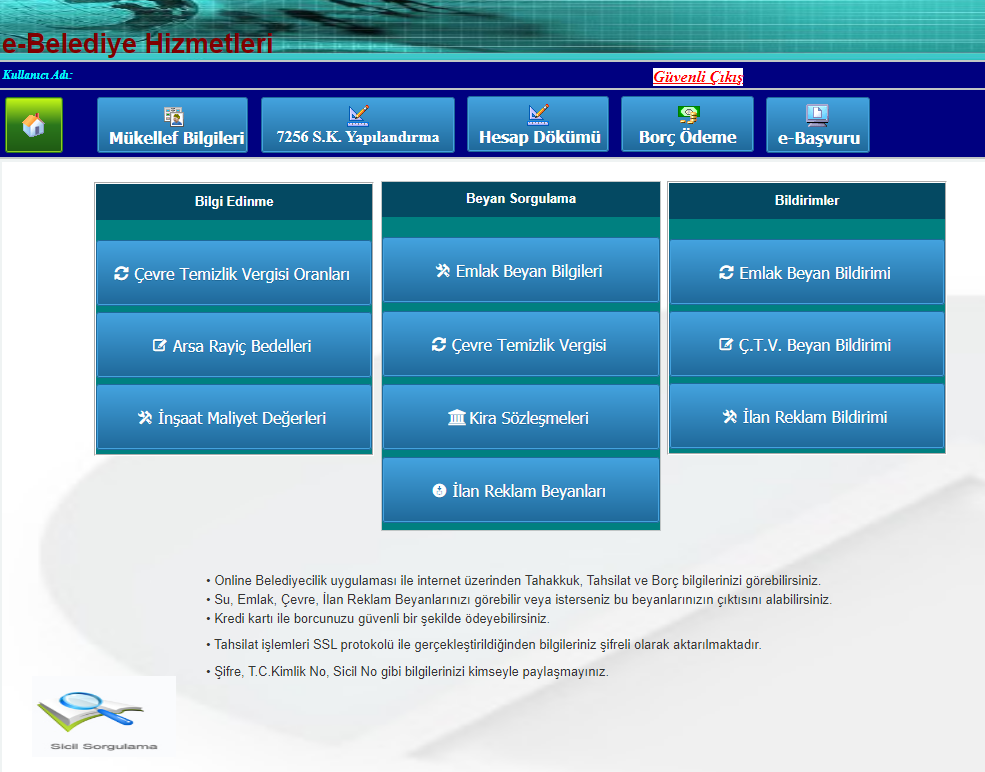 e-Belediye Hizmetleri
Kullanıcı Adı:
Güvenli Çıkış
Mükellef Bilgileri
7256 S.K. Yapılandırma
Hesap Dökümü
Borç Ödeme
e-Başvuru
Bilgi Edinme
Çevre Temizlik Vergisi Oranları
Arsa Rayiç Bedelleri
İnşaat Maliyet Değerleri
Beyan Sorgulama
Emlak Beyan Bilgileri
Çevre Temizlik Vergisi
Kira Sözleşmeleri
İlan Reklam Beyanları
Bildirimler
Emlak Beyan Bildirimi
Ç.T.V. Beyan Bildirimi
İlan Reklam Bildirimi
• Online Belediyecilik uygulaması ile internet üzerinden Tahakkuk, Tahsilat ve Borç bilgilerinizi görebilirsiniz.
• Su, Emlak, Çevre, İlan Reklam Beyanlarınızı görebilir veya isterseniz bu beyanlarınızın çıktısını alabilirsiniz.
• Kredi kartı ile borcunuzu güvenli bir şekilde ödeyebilirsiniz.
• Tahsilat işlemleri SSL protokolü ile gerçekleştirildiğinden bilgileriniz şifreli olarak aktarılmaktadır.
• Şifre, T.C.Kimlik No, Sicil No gibi bilgilerinizi kimseyle paylaşmayınız.
Sicil Sorgulama